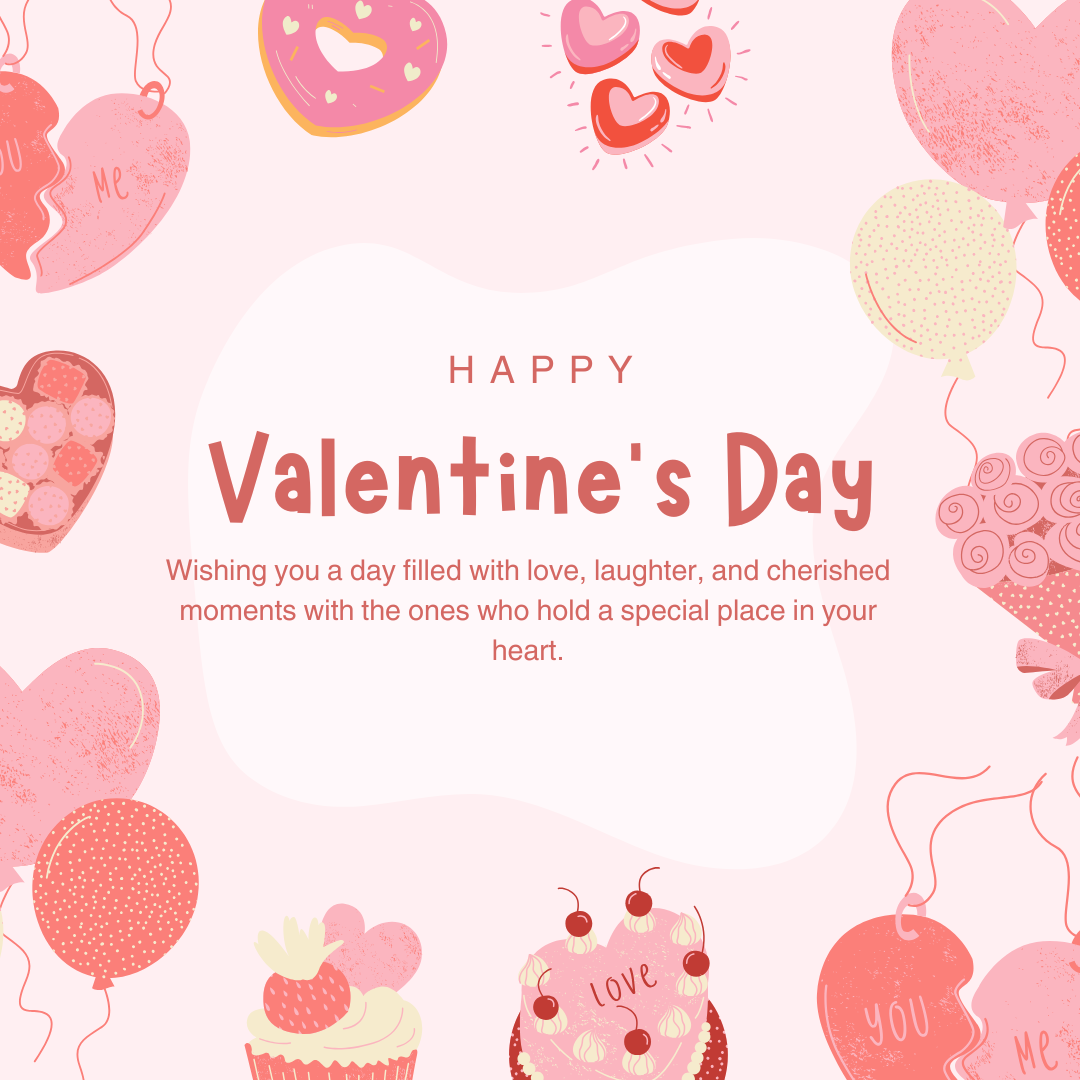 OU
ME
HAPPY
Valentine's Day
Wishing you a day filled with love, laughter, and cherished
moments with the ones who hold a special place in your
heart.
LOVE
YOU
ME